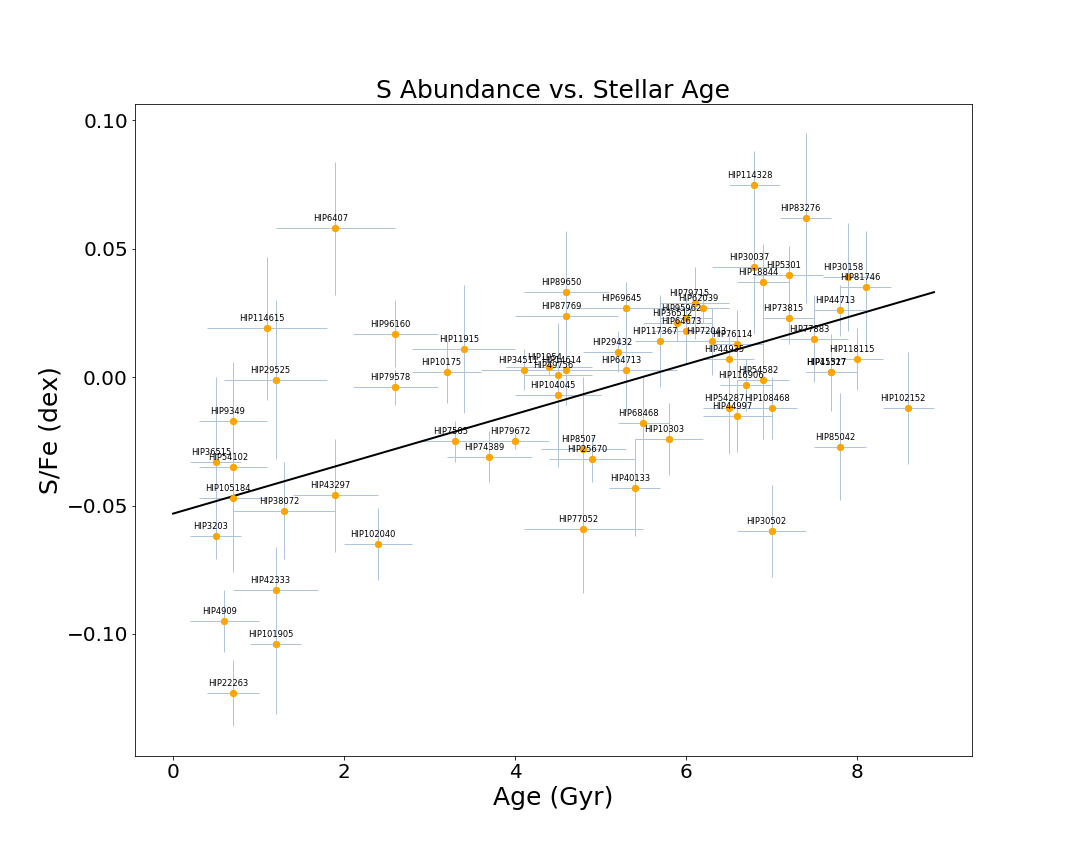 S Abundance vs. Stellar Age
0.10
HIP114328
HIP83276
HIP6407
0.05
HIP30037
HIP5301
HIP30158
HIP18844
HIP81746
HIP89650
HIP79715
HIP69645
HIP62039
HIP44713
HIP87769
HIP95962
HIP36512
HIP73815
HIP114615
HIP64673
HIP96160
HIP117367
HIP72043
HIP76114
HIP77883
HIP11915
HIP29432
HIP44935
HIP118115
HIP10175
HIP49756
HIP64713
HIP29525
0.00
HIP79578
HIP54582
HIP116906
HIP104045
HIP54287
HIP108468
HIP102152
HIP44997
HIP9349
HIP68468
HIP7585
HIP79672
HIP8507
HIP10303
HIP85042
HIP36515
HIP54102
HIP74389
HIP25670
HIP105184
HIP43297
HIP40133
HIP38072
−0.05
HIP3203
HIP102040
HIP77052
HIP30502
HIP42333
HIP4909
HIP101905
−0.10
HIP22263
0 2 4 6 8
Age (Gyr)
S/Fe (dex)